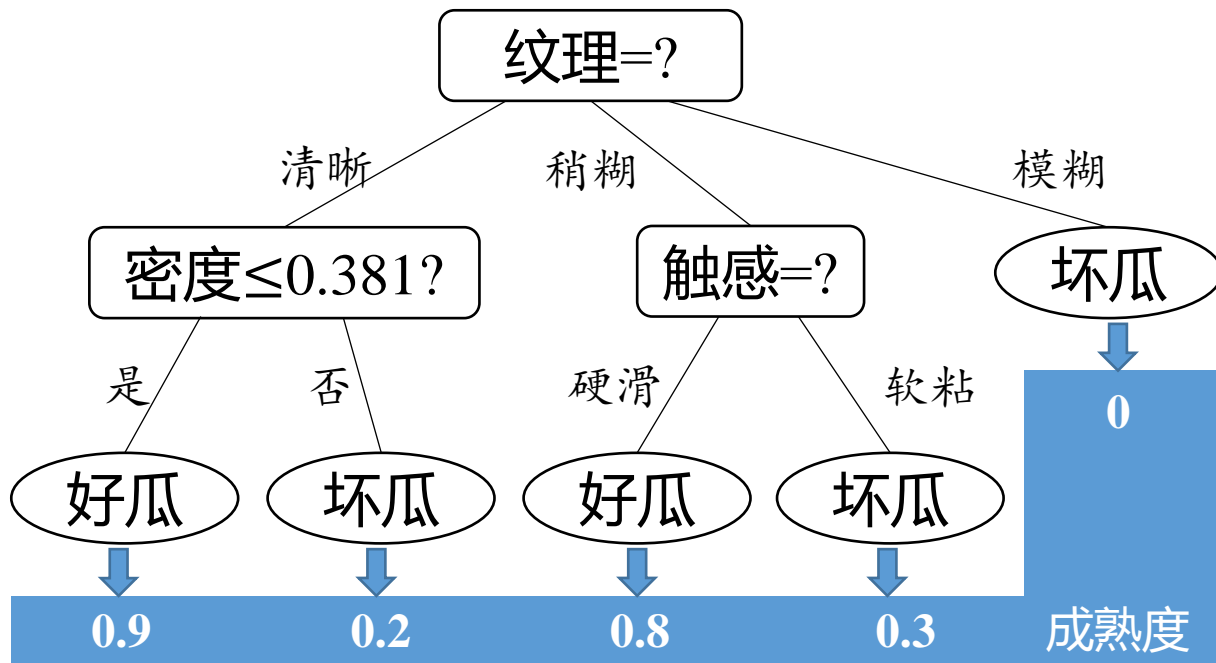 纹理=?
清晰
稍糊
模糊
密度≤0.381?
触感=?
坏瓜
是
否
硬滑
软粘
0
好瓜
坏瓜
好瓜
坏瓜
0.9
0.2
0.8
0.3
成熟度